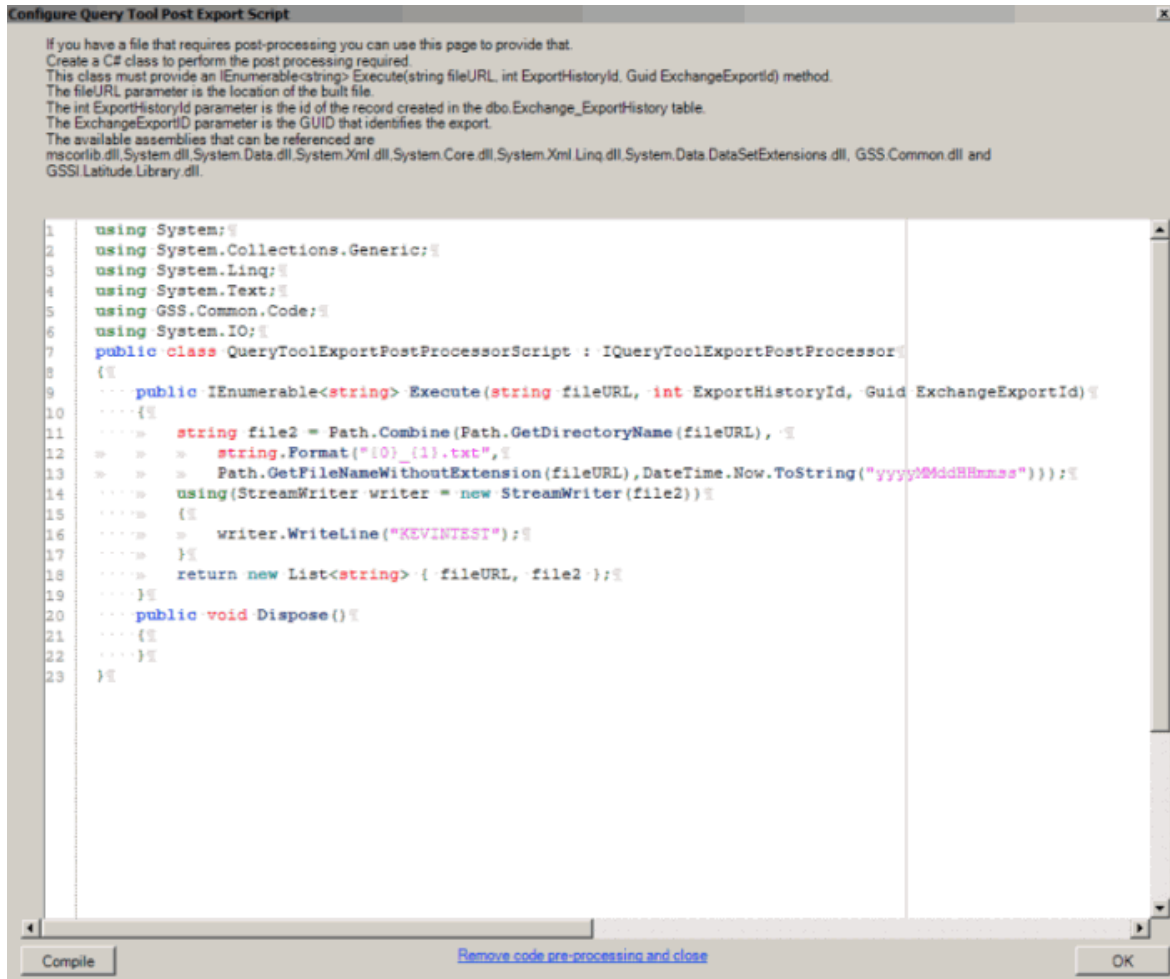 Configure Query Tool Post Export Script
x
If you have a file that requires post-processing you can use this page to provide that.
Create a C# class to perform the post processing required.
This class must provide an IEnumerable<string> Execute(string fileURL, int ExportHistoryId, Guid ExchangeExportId) method.
The fileURL parameter is the location of the built file.
The int ExportHistoryId parameter is the id of the record created in the dbo.Exchange_ExportHistory table.
The ExchangeExportID parameter is the GUID that identifies the export.
The available assemblies that can be referenced are
mscorlib.dll,System.dll,System.Data.dll,System.Xml.dll,System.Core.dll,System.Xml.Linq.dll,System.Data.DataSetExtensions.dll, GSS.Common.dll and
GSSI.Latitude.Library.dll.
1 using System;¶
2 using System.Collections.Generic;¶
3 using System.Linq;¶
4 using System.Text;¶
5 using GSS.Common.Code;¶
6 using System.IO;¶
7 public class QueryToolExportPostProcessorScript : IQueryToolExportPostProcessor¶
8 {¶
9 ····public IEnumerable<string> Execute(string fileURL, int ExportHistoryId, Guid ExchangeExportId)¶
10 ····{¶
11 ····» string file2 = Path.Combine(Path.GetDirectoryName(fileURL), ¶
12 » » » string.Format("{0}_{1}.txt",¶
13 » » » Path.GetFileNameWithoutExtension(fileURL),DateTime.Now.ToString("yyyyMMddHHmmss")));¶
14 ····» using(StreamWriter writer = new StreamWriter(file2))¶
15 ····» {¶
16 ····» » writer.WriteLine("KEVINTEST");¶
17 ····» }¶
18 ····» return new List<string> { fileURL, file2 };¶
19 ····}¶
20 ····public void Dispose()¶
21 ····{¶
22 ····}¶
23 }¶
Compile
Remove code pre-processing and close
OK